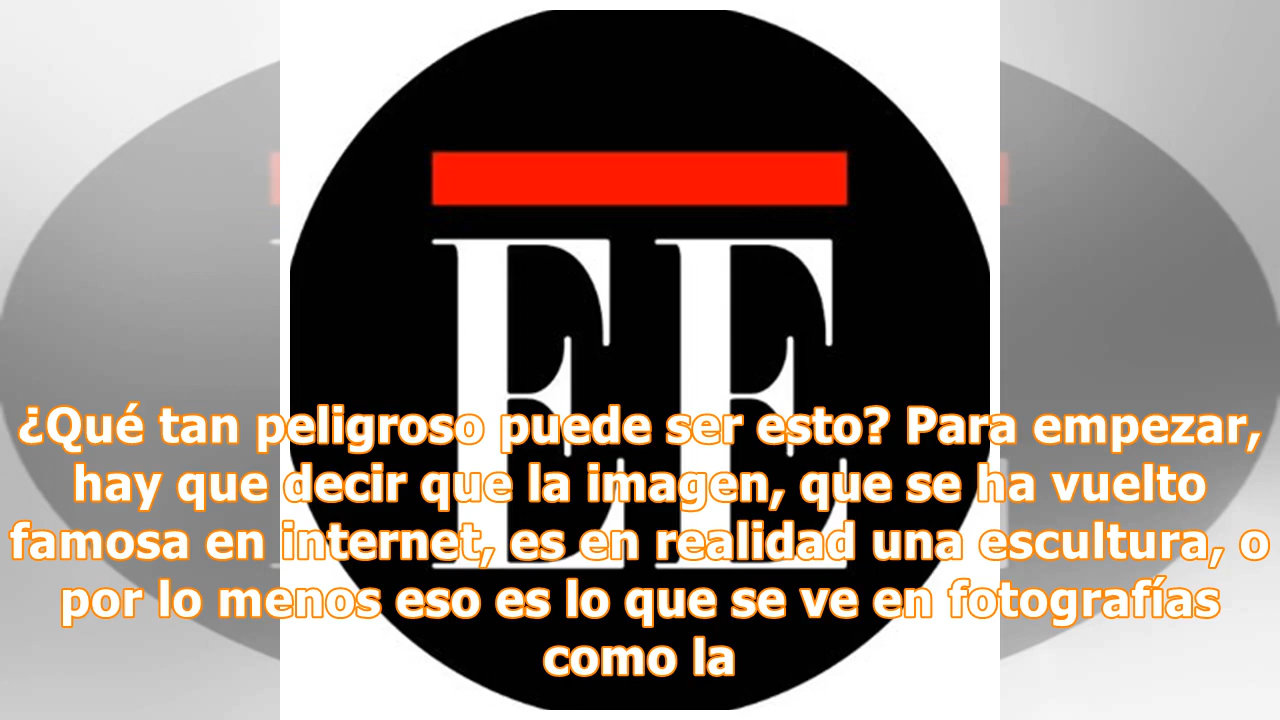 EE
¿Qué tan peligroso puede ser esto? Para empezar,
hay que decir que la imagen, que se ha vuelto
famosa en internet, es en realidad una escultura, o
por lo menos eso es lo que se ve en fotografías
como la